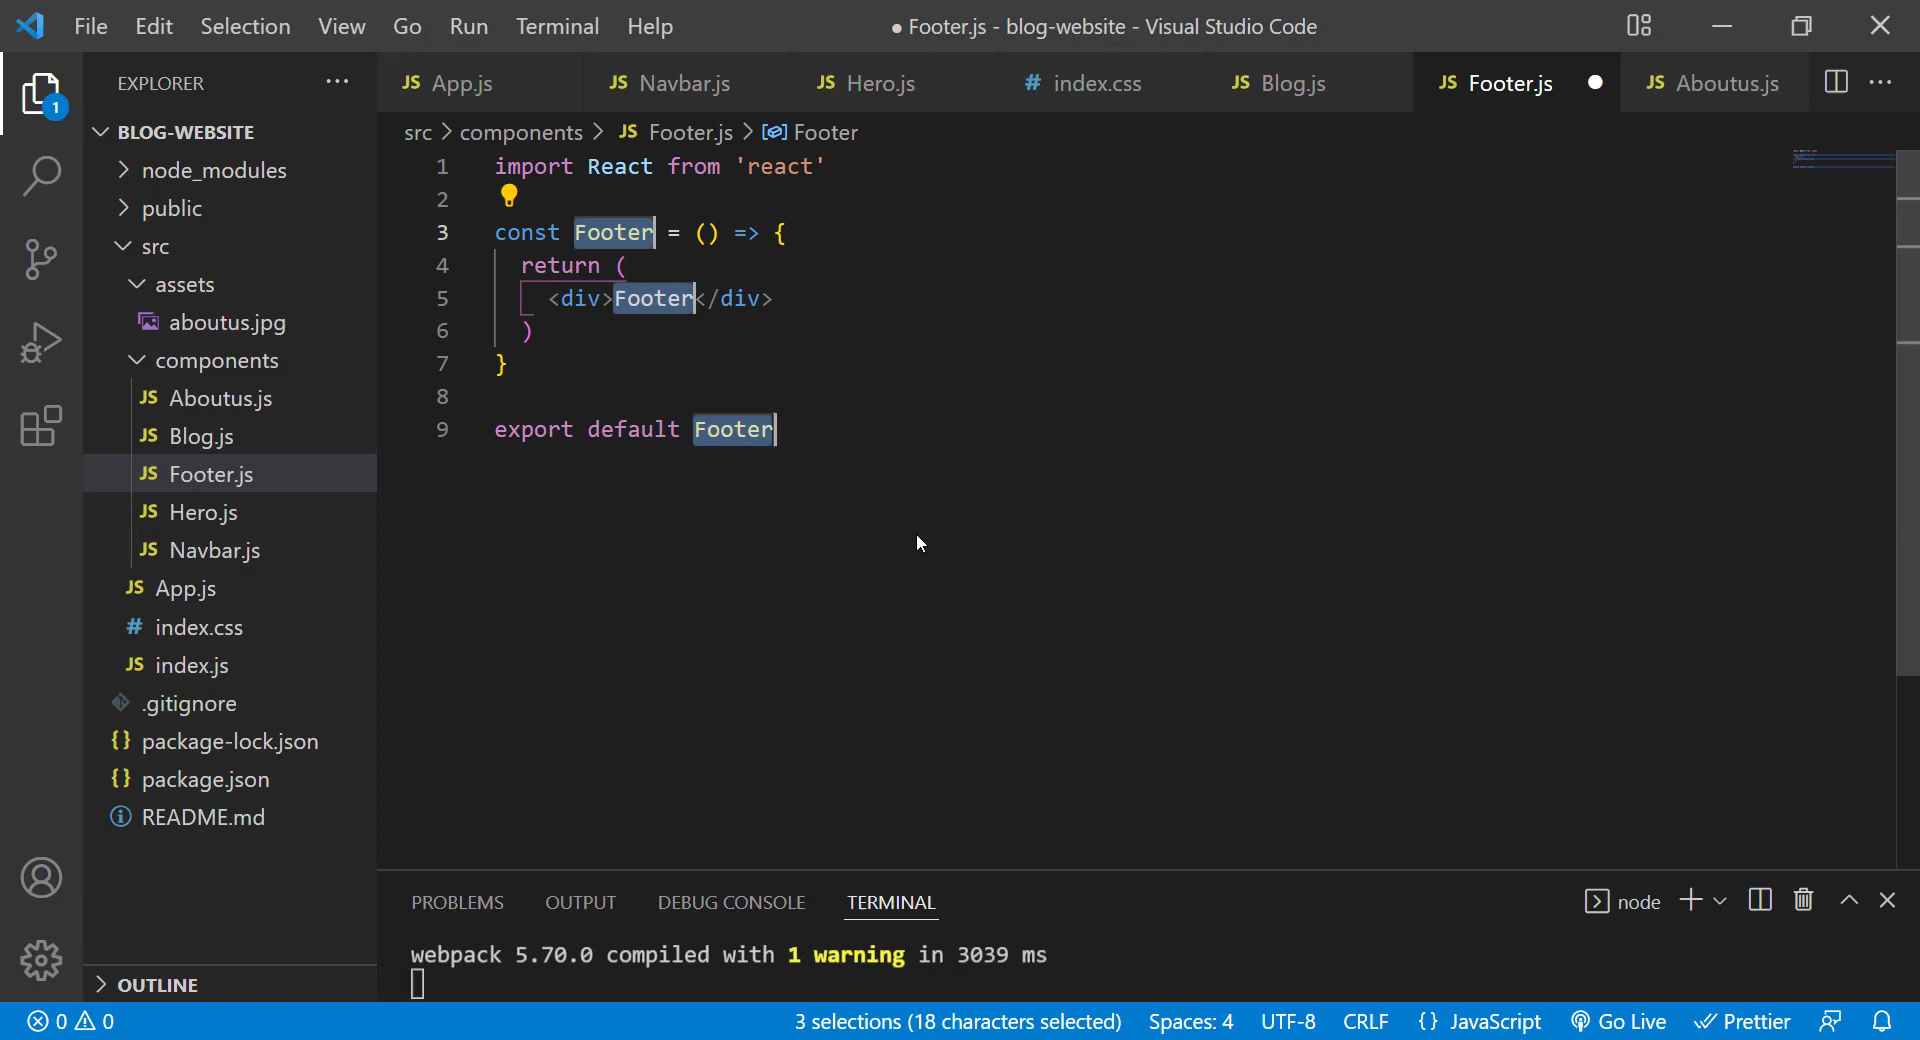 File Edit Selection View Go Run Terminal Help
● Footer.js - blog-website - Visual Studio Code
EXPLORER
JS App.js
JS Navbar.js
JS Hero.js
# index.css
JS Blog.js
JS Footer.js
JS Aboutus.js
1
BLOG-WEBSITE
node_modules
public
src
assets
aboutus.jpg
components
JS Aboutus.js
JS Blog.js
JS Footer.js
JS Hero.js
JS Navbar.js
JS App.js
# index.css
JS index.js
.gitignore
{} package-lock.json
{} package.json
README.md
OUTLINE
src > components > JS Footer.js > Footer
1 import React from 'react'
2
3 const Footer = () => {
4 return (
5 <div>Footer</div>
6 )
7 }
8
9 export default Footer
PROBLEMS OUTPUT DEBUG CONSOLE TERMINAL
node
webpack 5.70.0 compiled with 1 warning in 3039 ms
0 0
3 selections (18 characters selected) Spaces: 4 UTF-8 CRLF {} JavaScript Go Live Prettier